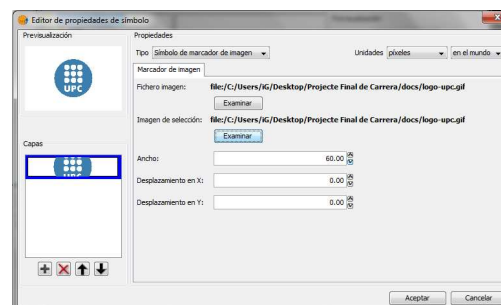 Editor de propiedades de símbolo
Previsualización
UPC
Capas
Propiedades
Tipo Símbolo de marcador de imagen
Unidades píxeles en el mundo
Marcador de imagen
Fichero imagen: file:/C:/Users/iG/Desktop/Projecte Final de Carrera/docs/logo-upc.gif
Examinar
Imagen de selección: file:/C:/Users/iG/Desktop/Projecte Final de Carrera/docs/logo-upc.gif
Examinar
Ancho: 60.00
Desplazamiento en X: 0.00
Desplazamiento en Y: 0.00
Aceptar Cancelar